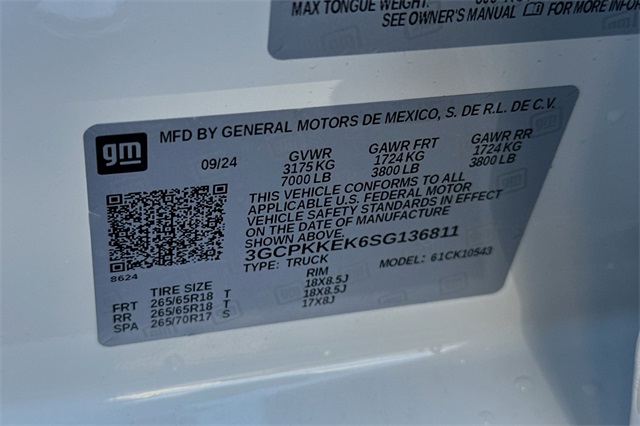 MAX TONGUE WEIGHT:
SEE OWNER'S MANUAL FOR MORE INFOR
gm
MFD BY GENERAL MOTORS DE MEXICO, S. DE R.L. DE C.V.
09/24 GVWR GAWR FRT GAWR RR
3175 KG 1724 KG 1724 KG
7000 LB 3800 LB 3800 LB
THIS VEHICLE CONFORMS TO ALL
APPLICABLE U.S. FEDERAL MOTOR
VEHICLE SAFETY STANDARDS IN EFFECT
ON THE DATE OF MANUFACTURE
SHOWN ABOVE.
3GCPKKEK6SG136811
8624
TYPE: TRUCK MODEL: 61CK10543
TIRE SIZE RIM
FRT 265/65R18 T 18X8.5J
RR 265/65R18 T 18X8.5J
SPA 265/70R17 S 17X8J